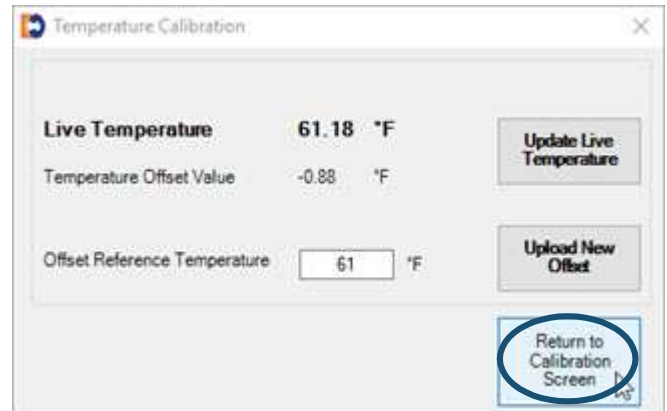 Temperature Calibration
Live Temperature 61.18 °F
Update Live
Temperature
Temperature Offset Value -0.88 °F
Offset Reference Temperature 61 °F
Upload New
Offset
Return to
Calibration
Screen